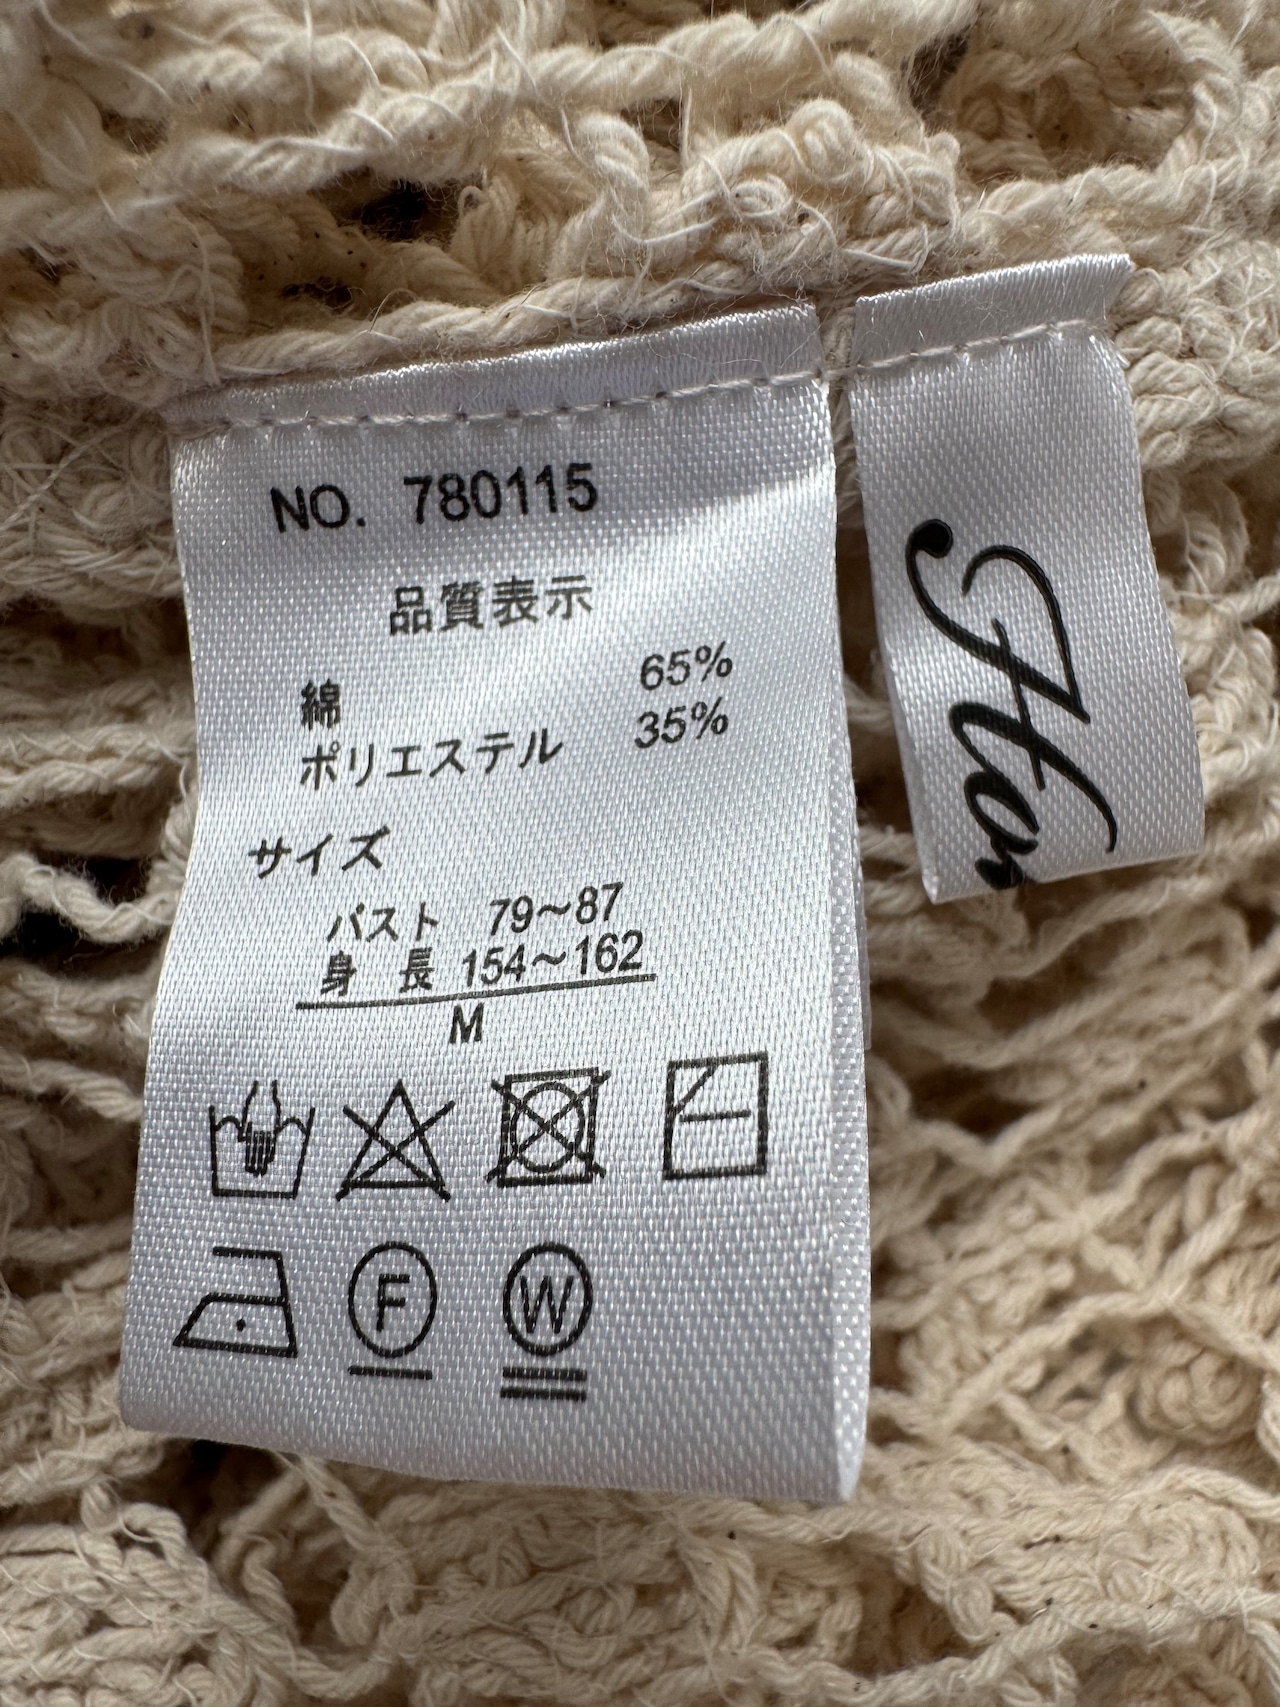 NO. 780115
品質表示
綿 65%
ポリエステル 35%
サイズ
バスト 79~87
身 長 154~162
M
F
W